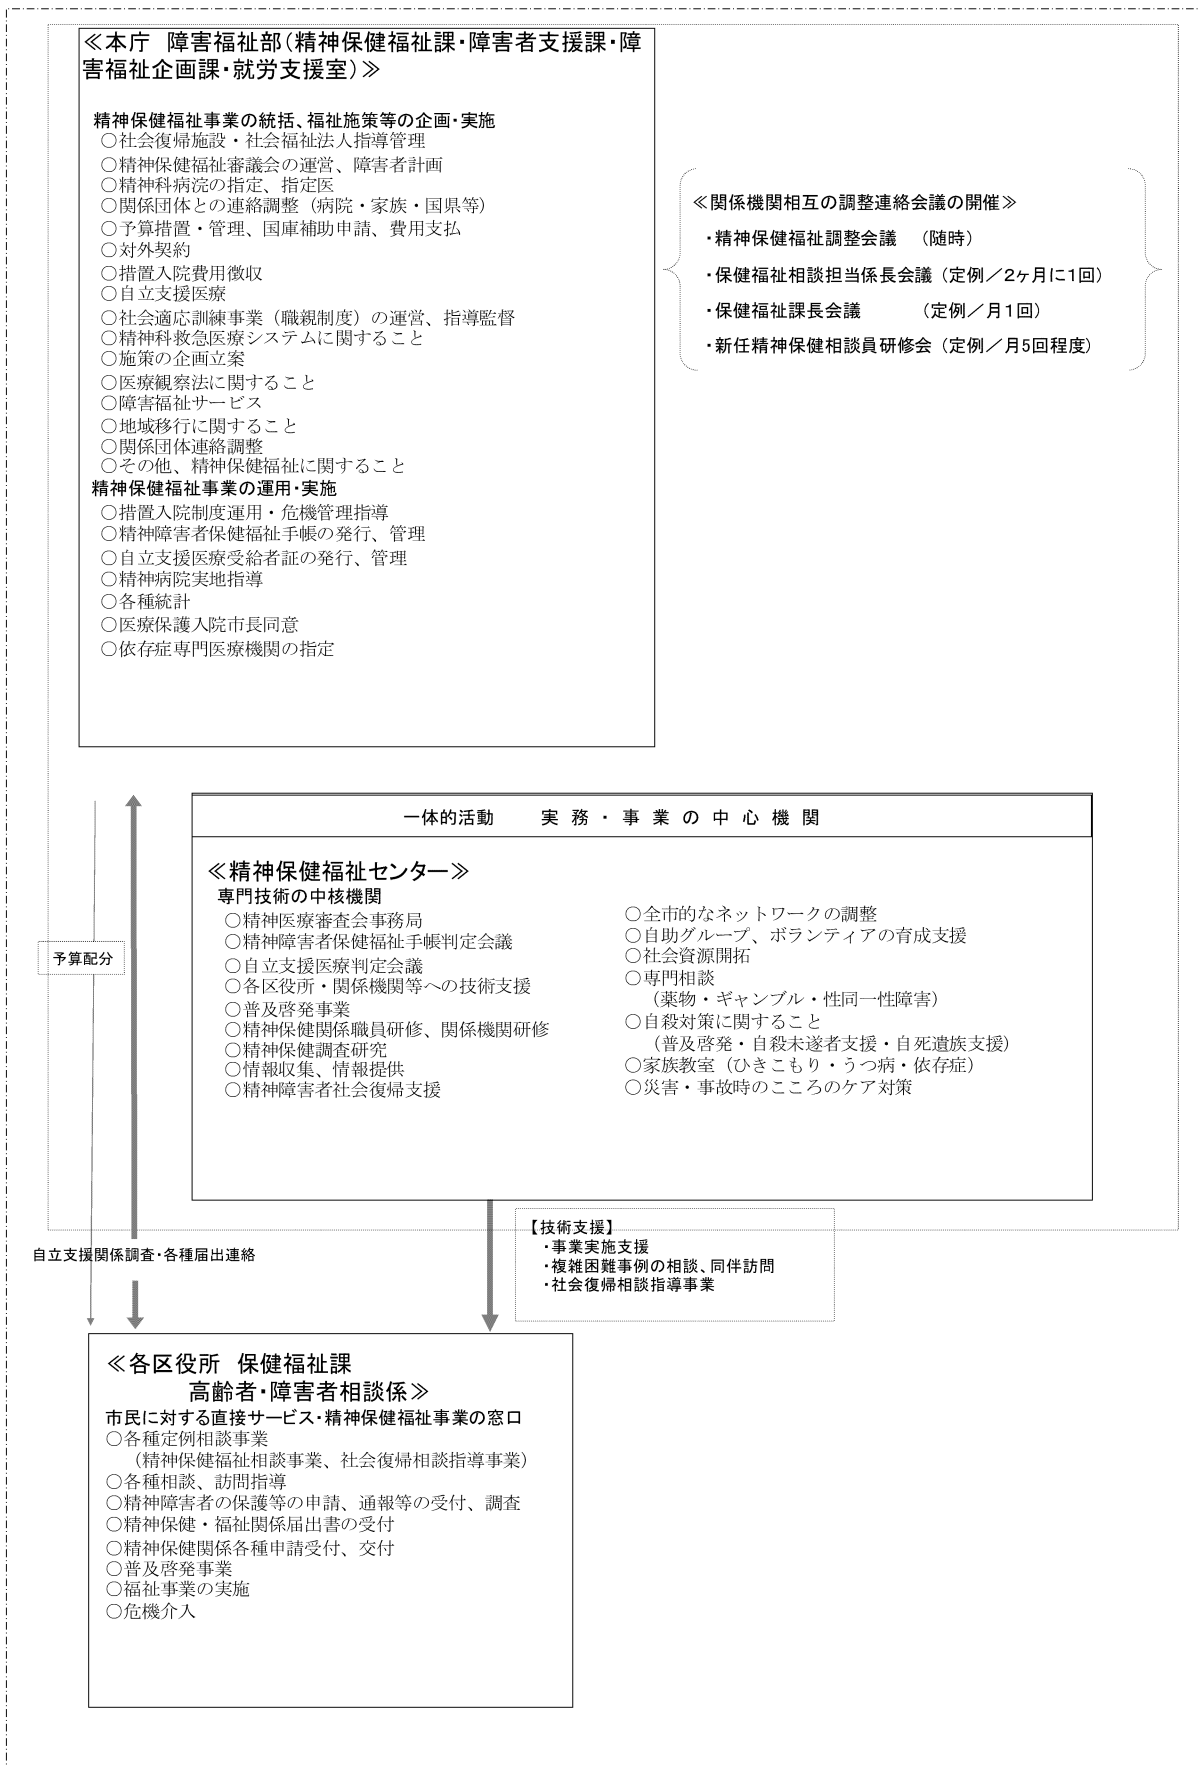 ≪本庁　障害福祉部（精神保健福祉課・障害者支援課・障
害福祉企画課・就労支援室）≫
精神保健福祉事業の統括、福祉施策等の企画・実施
○社会復帰施設・社会福祉法人指導管理
○精神保健福祉審議会の運営、障害者計画
○精神科病院の指定、指定医
○関係団体との連絡調整（病院・家族・国県等）
○予算措置・管理、国庫補助申請、費用支払
○対外契約
○措置入院費用徴収
○自立支援医療
○社会適応訓練事業（職親制度）の運営、指導監督
○精神科救急医療システムに関すること
○施策の企画立案
○医療観察法に関すること
○障害福祉サービス
○地域移行に関すること
○関係団体連絡調整
○その他、精神保健福祉に関すること
精神保健福祉事業の運用・実施
○措置入院制度運用・危機管理指導
○精神障害者保健福祉手帳の発行、管理
○自立支援医療受給者証の発行、管理
○精神病院実地指導
○各種統計
○医療保護入院市長同意
○依存症専門医療機関の指定
≪関係機関相互の調整連絡会議の開催≫
・精神保健福祉調整会議　（随時）
・保健福祉相談担当係長会議（定例／2ヶ月に1回）
・保健福祉課長会議　　　　（定例／月1回）
・新任精神保健相談員研修会（定例／月5回程度）
一体的活動　　実 務 ・ 事 業 の 中 心 機 関
≪精神保健福祉センター≫
専門技術の中核機関
○精神医療審査会事務局
○精神障害者保健福祉手帳判定会議
○自立支援医療判定会議
○各区役所・関係機関等への技術支援
○普及啓発事業
○精神保健関係職員研修、関係機関研修
○精神保健調査研究
○情報収集、情報提供
○精神障害者社会復帰支援
○全市的なネットワークの調整
○自助グループ、ボランティアの育成支援
○社会資源開拓
○専門相談
（薬物・ギャンブル・性同一性障害）
○自殺対策に関すること
（普及啓発・自殺未遂者支援・自死遺族支援）
○家族教室（ひきこもり・うつ病・依存症）
○災害・事故時のこころのケア対策
予算配分
自立支援関係調査・各種届出連絡
【技術支援】
・事業実施支援
・複雑困難事例の相談、同伴訪問
・社会復帰相談指導事業
≪各区役所　保健福祉課
高齢者・障害者相談係≫
市民に対する直接サービス・精神保健福祉事業の窓口
○各種定例相談事業
（精神保健福祉相談事業、社会復帰相談指導事業）
○各種相談、訪問指導
○精神障害者の保護等の申請、通報等の受付、調査
○精神保健・福祉関係届出書の受付
○精神保健関係各種申請受付、交付
○普及啓発事業
○福祉事業の実施
○危機介入